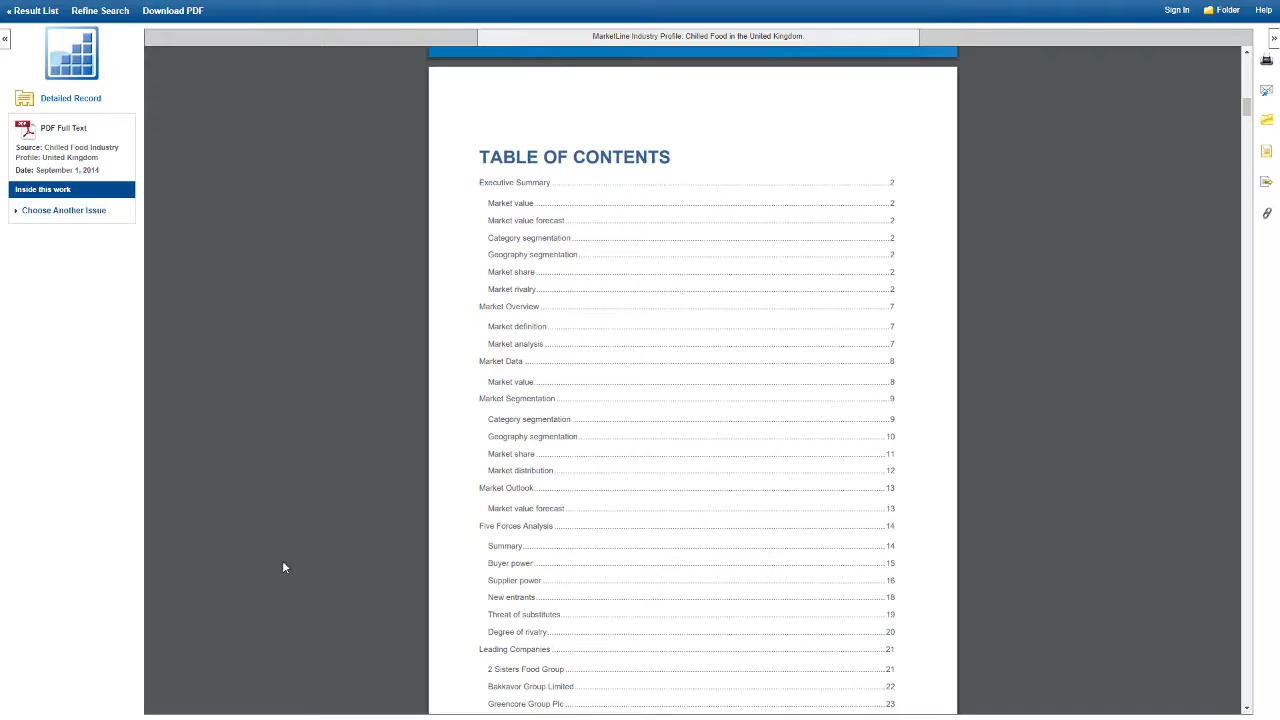 « Result List Refine Search Download PDF Sign In Folder Help
« MarketLine Industry Profile: Chilled Food in the United Kingdom. »
Detailed Record
PDF
PDF Full Text
Source: Chilled Food Industry
Profile: United Kingdom
Date: September 1, 2014
Inside this work
Choose Another Issue
TABLE OF CONTENTS
Executive Summary 2
Market value 2
Market value forecast 2
Category segmentation 2
Geography segmentation 2
Market share 2
Market rivalry 2
Market Overview 7
Market definition 7
Market analysis 7
Market Data 8
Market value 8
Market Segmentation 9
Category segmentation 9
Geography segmentation 10
Market share 11
Market distribution 12
Market Outlook 13
Market value forecast 13
Five Forces Analysis 14
Summary 14
Buyer power 15
Supplier power 16
New entrants 18
Threat of substitutes 19
Degree of rivalry 20
Leading Companies 21
2 Sisters Food Group 21
Bakkavor Group Limited 22
Greencore Group Plc 23